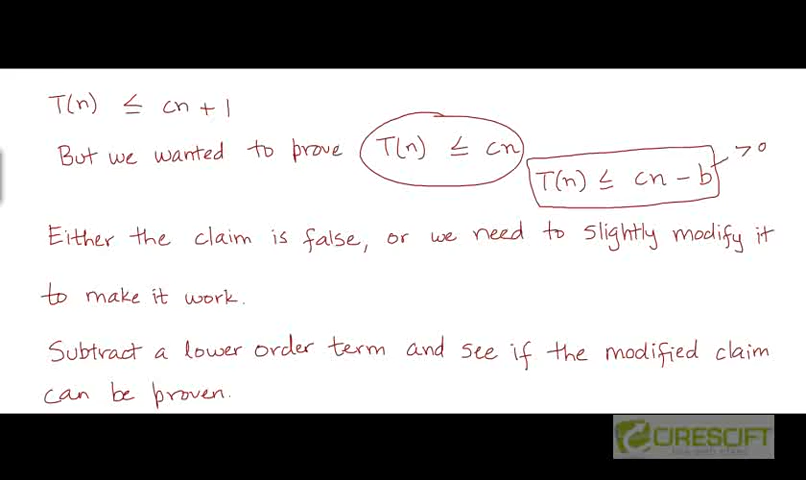 T(n) ≤ cn + 1
But we wanted to prove T(n) ≤ cn
T(n) ≤ cn - b > 0
Either the claim is false, or we need to slightly modify it
to make it work.
Subtract a lower order term and see if the modified claim
can be proven.
CIRESCIFT